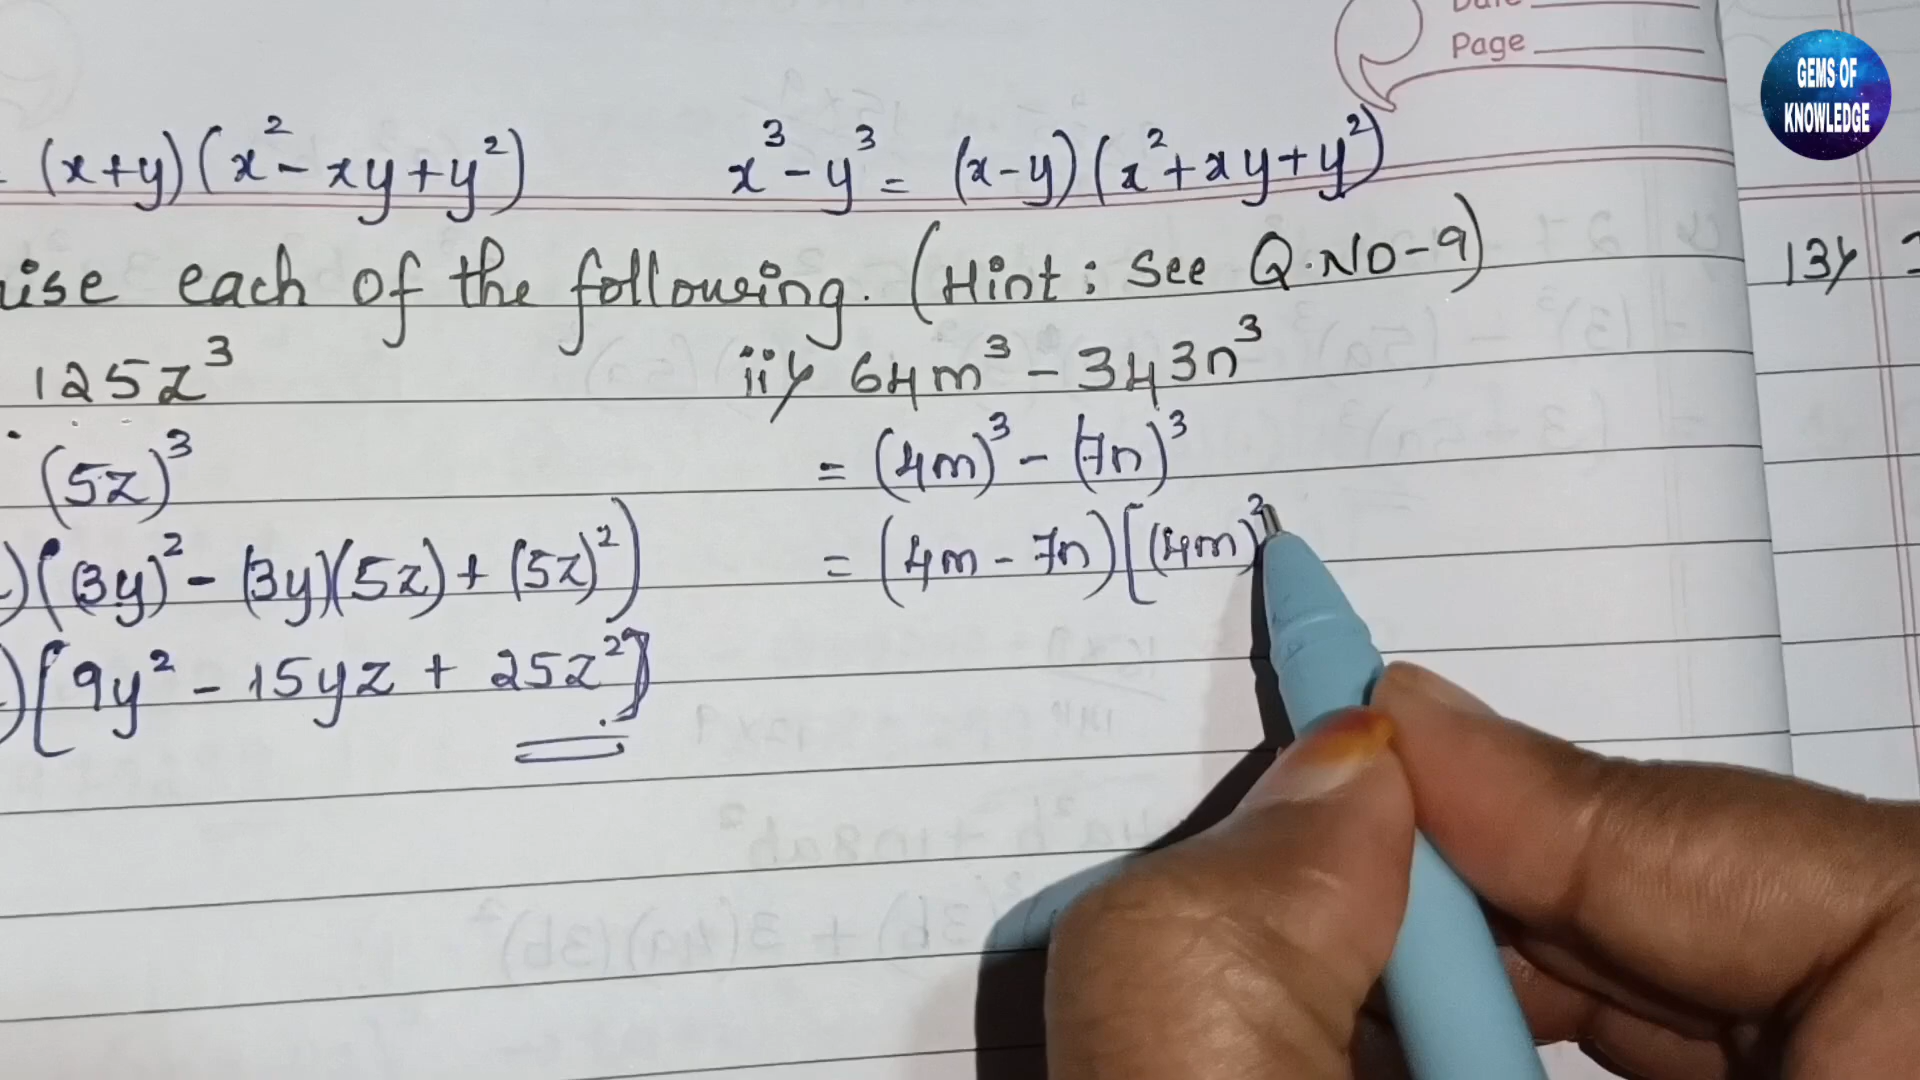 Date
Page
GEMS OF
KNOWLEDGE
(x+y)(x²-xy+y²)
x³-y³ = (x-y)(x²+xy+y²)
uise each of the following. (Hint: See Q.NO-9)
13)
125z³
ii) 64m³ - 343n³
(5z)³
= (4m)³ - (7n)³
)((3y)² - (3y)(5z) + (5z)²)
= (4m - 7n)[(4m)²
)[9y² - 15yz + 25z²]